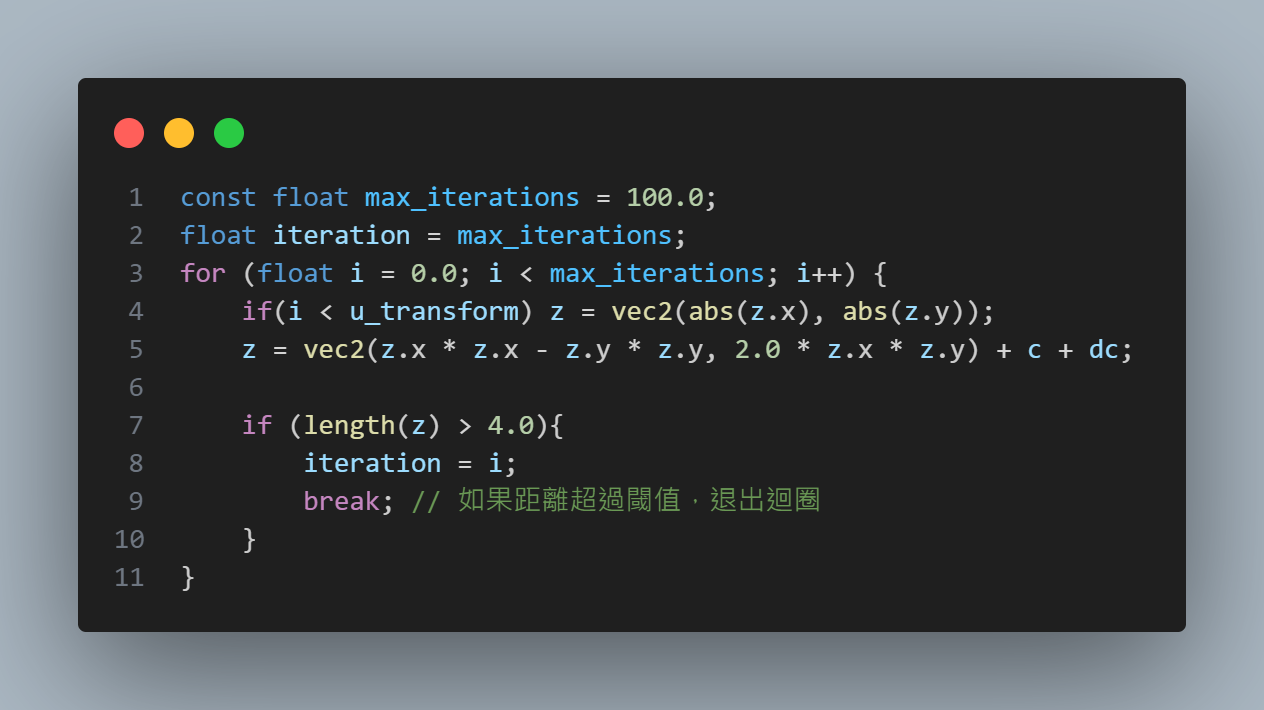 1 const float max_iterations = 100.0;
2 float iteration = max_iterations;
3 for (float i = 0.0; i < max_iterations; i++) {
4     if(i < u_transform) z = vec2(abs(z.x), abs(z.y));
5     z = vec2(z.x * z.x - z.y * z.y, 2.0 * z.x * z.y) + c + dc;
6
7     if (length(z) > 4.0){
8         iteration = i;
9         break; // 如果距離超過閾值，退出迴圈
10     }
11 }